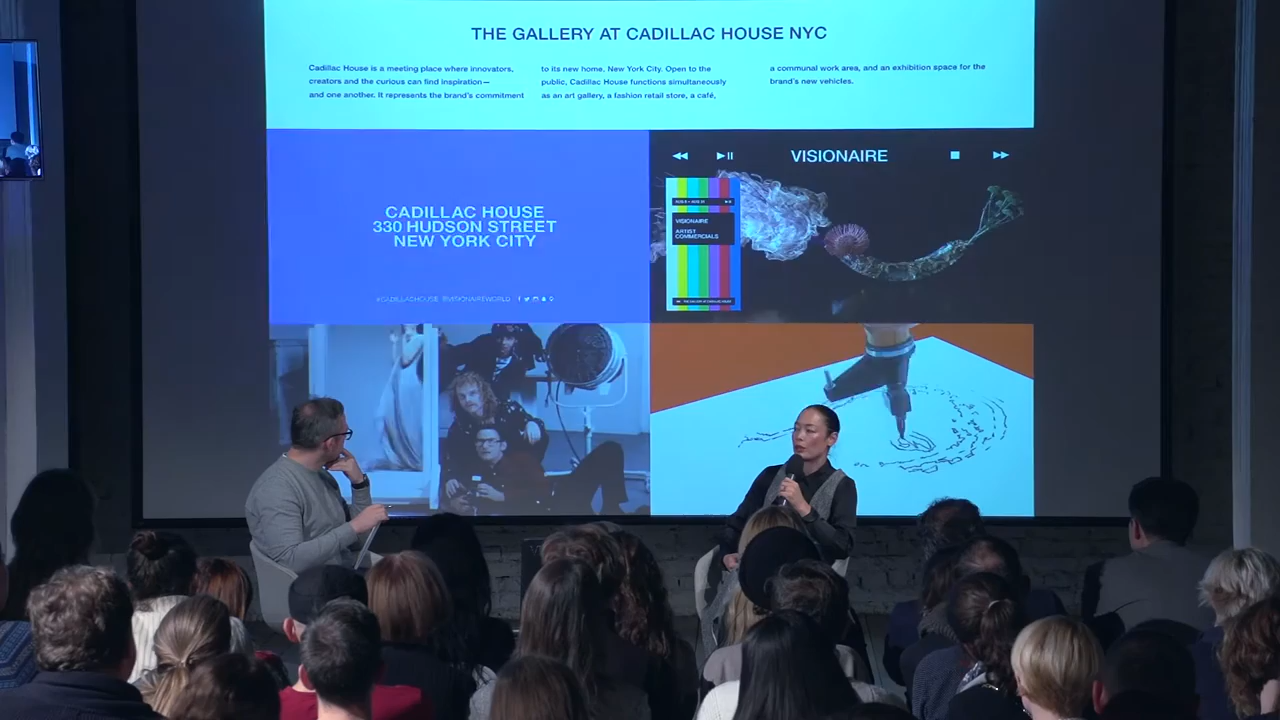 THE GALLERY AT CADILLAC HOUSE NYC
Cadillac House is a meeting place where innovators,
creators and the curious can find inspiration—
and one another. It represents the brand's commitment
to its new home, New York City. Open to the
public, Cadillac House functions simultaneously
as an art gallery, a fashion retail store, a café,
a communal work area, and an exhibition space for the
brand's new vehicles.
CADILLAC HOUSE
330 HUDSON STREET
NEW YORK CITY
#CADILLACHOUSE @VISIONAIREWORLD
VISIONAIRE
VISIONAIRE
ARTIST
COMMERCIALS